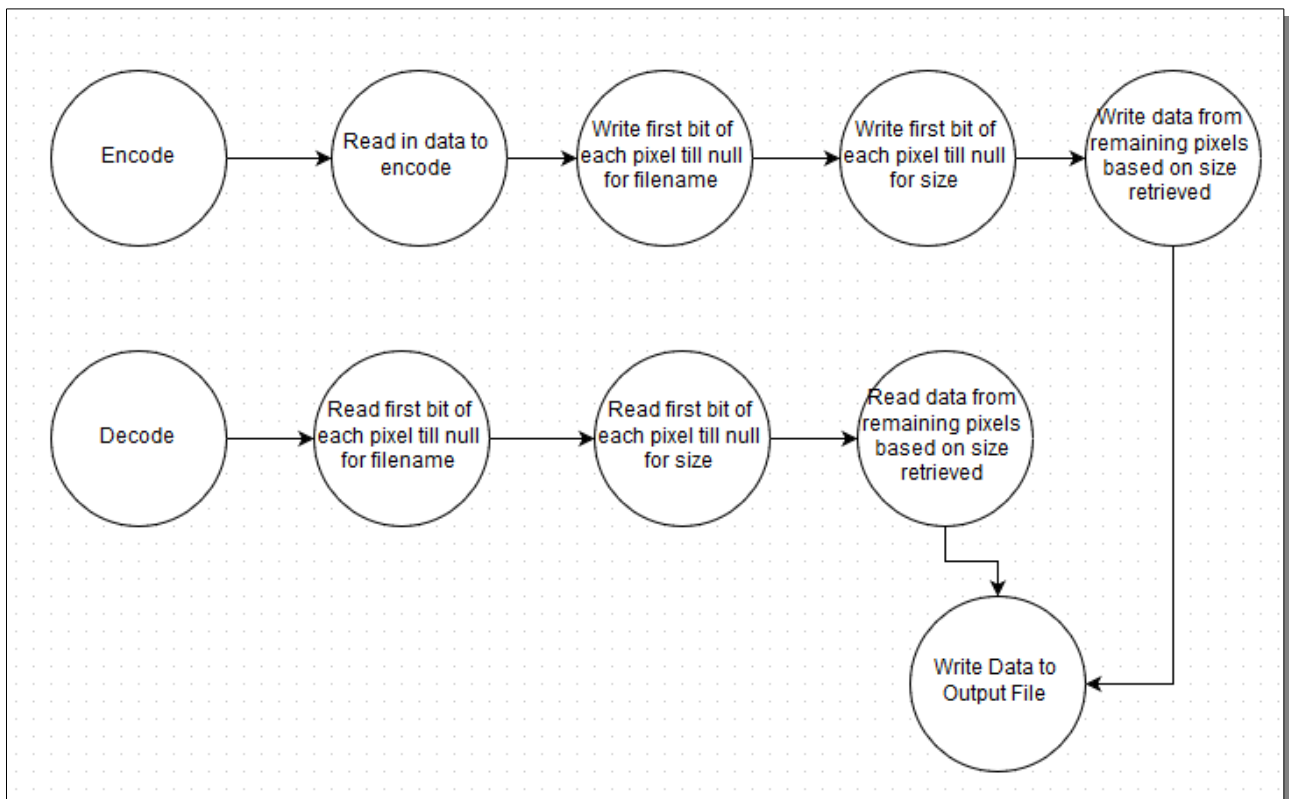 Encode
Read in data to
encode
Write first bit of
each pixel till null
for filename
Write first bit of
each pixel till null
for size
Write data from
remaining pixels
based on size
retrieved
Decode
Read first bit of
each pixel till null
for filename
Read first bit of
each pixel till null
for size
Read data from
remaining pixels
based on size
retrieved
Write Data to
Output File